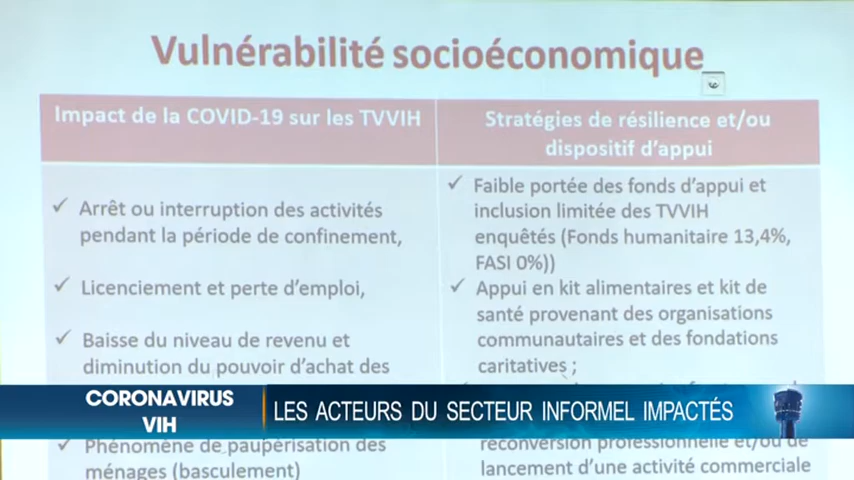 Vulnérabilité socioéconomique
Impact de la COVID-19 sur les TVVIH
Stratégies de résilience et/ou
dispositif d'appui
✓ Arrêt ou interruption des activités
pendant la période de confinement,
✓ Licenciement et perte d'emploi,
✓ Baisse du niveau de revenu et
diminution du pouvoir d'achat des
✓ Phénomène de paupérisation des
ménages (basculement)
✓ Faible portée des fonds d'appui et
inclusion limitée des TVVIH
enquêtés (Fonds humanitaire 13,4%,
FASI 0%))
✓ Appui en kit alimentaires et kit de
santé provenant des organisations
communautaires et des fondations
caritatives ;
reconversion professionnelle et/ou de
lancement d'une activité commerciale
CORONAVIRUS
VIH
LES ACTEURS DU SECTEUR INFORMEL IMPACTÉS